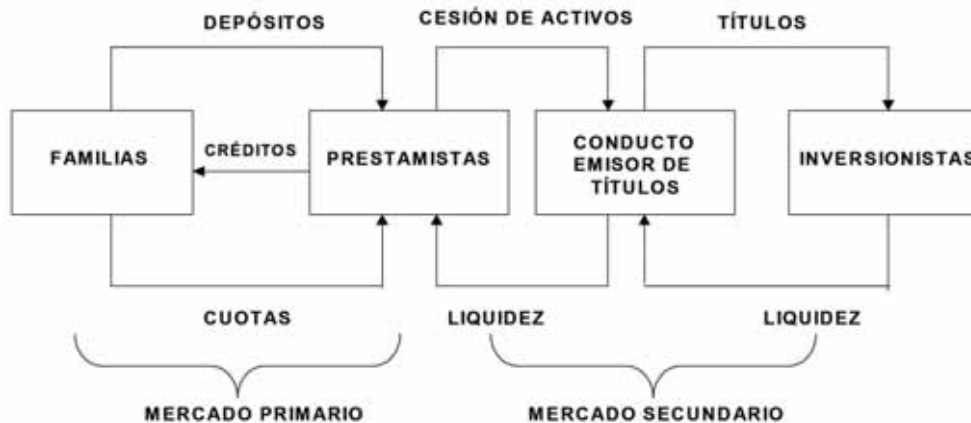 DEPÓSITOS
CESIÓN DE ACTIVOS
TÍTULOS
FAMILIAS
CRÉDITOS
PRESTAMISTAS
CONDUCTO
EMISOR DE
TÍTULOS
INVERSIONISTAS
CUOTAS
LIQUIDEZ
LIQUIDEZ
MERCADO PRIMARIO
MERCADO SECUNDARIO